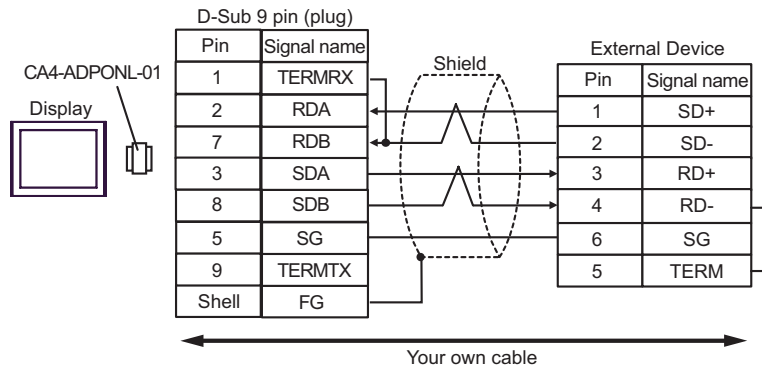 D-Sub 9 pin (plug)
Pin Signal name
1 TERMRX
2 RDA
7 RDB
3 SDA
8 SDB
5 SG
9 TERMTX
Shell FG
CA4-ADPONL-01
Display
Shield
External Device
Pin Signal name
1 SD+
2 SD-
3 RD+
4 RD-
6 SG
5 TERM
Your own cable